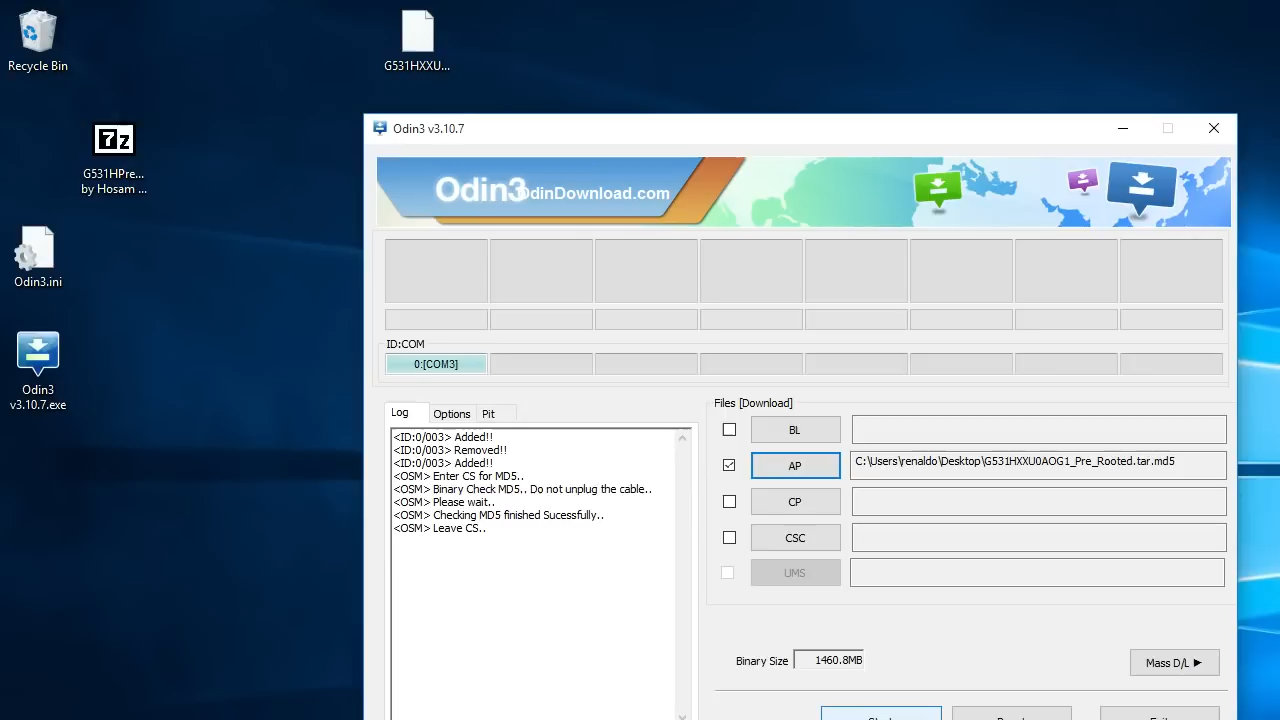 Recycle Bin
G531HXXU...
7z
G531HPre...
by Hosam ...
Odin3.ini
Odin3
v3.10.7.exe
Odin3 v3.10.7
Odin3
OdinDownload.com
ID:COM
0:[COM3]
Log
Options
Pit
<ID:0/003> Added!!
<ID:0/003> Removed!!
<ID:0/003> Added!!
<OSM> Enter CS for MD5..
<OSM> Binary Check MD5.. Do not unplug the cable..
<OSM> Please wait..
<OSM> Checking MD5 finished Sucessfully..
<OSM> Leave CS..
Files [Download]
BL
AP
C:\Users\renaldo\Desktop\G531HXXU0AOG1_Pre_Rooted.tar.md5
CP
CSC
UMS
Binary Size
1460.8MB
Mass D/L ►